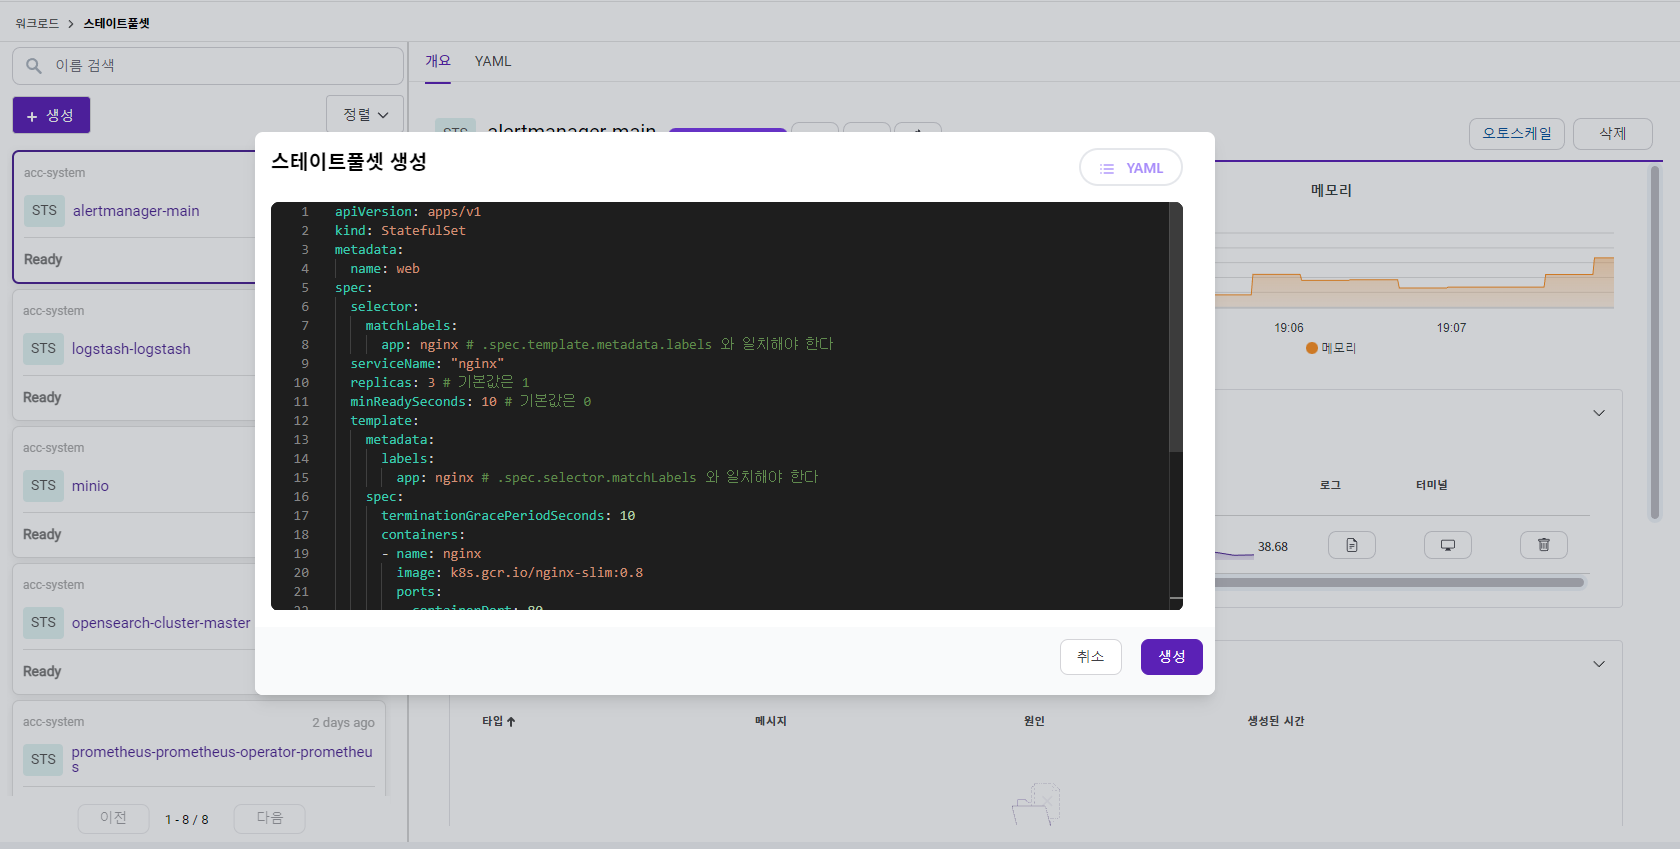 워크로드 > 스테이트풀셋
이름 검색
+ 생성
정렬
acc-system
STS alertmanager-main
Ready
acc-system
STS logstash-logstash
Ready
acc-system
STS minio
Ready
acc-system
STS opensearch-cluster-master
Ready
acc-system 2 days ago
STS prometheus-prometheus-operator-prometheu
s
이전 1 - 8 / 8 다음
개요 YAML
STS alertmanager-main
오토스케일 삭제
메모리
19:06 19:07
메모리
로그 터미널
38.68
타입 메시지 원인 생성된 시간
스테이트풀셋 생성
YAML
1 apiVersion: apps/v1
2 kind: StatefulSet
3 metadata:
4 name: web
5 spec:
6 selector:
7 matchLabels:
8 app: nginx # .spec.template.metadata.labels 와 일치해야 한다
9 serviceName: "nginx"
10 replicas: 3 # 기본값은 1
11 minReadySeconds: 10 # 기본값은 0
12 template:
13 metadata:
14 labels:
15 app: nginx # .spec.selector.matchLabels 와 일치해야 한다
16 spec:
17 terminationGracePeriodSeconds: 10
18 containers:
19 - name: nginx
20 image: k8s.gcr.io/nginx-slim:0.8
21 ports:
22 - containerPort: 80
취소 생성